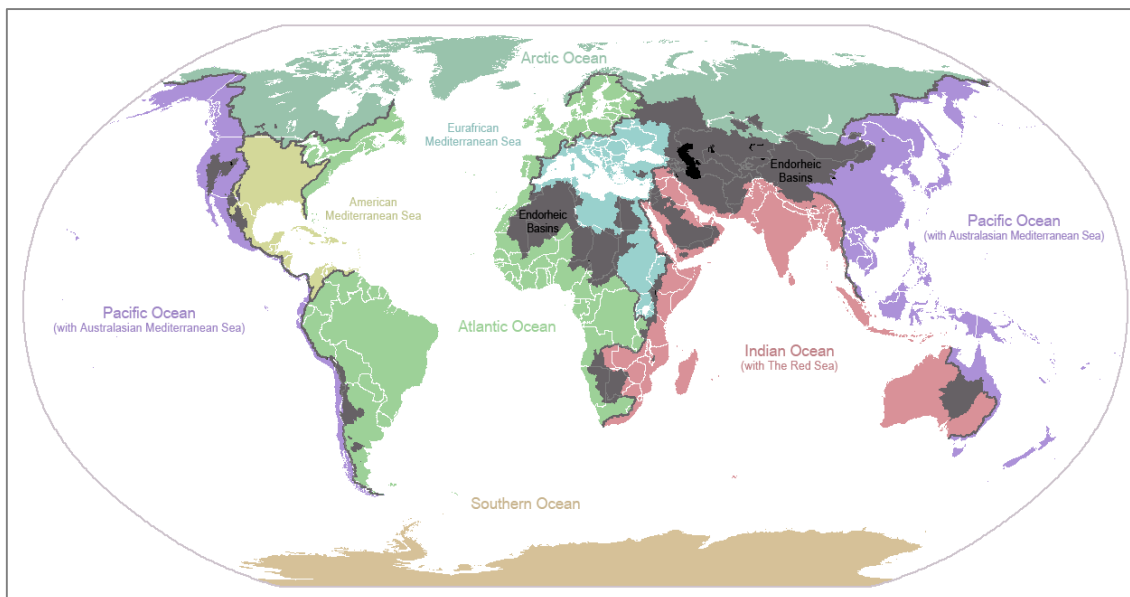 Arctic Ocean
Eurafrican
Mediterranean Sea
Endorheic
Basins
American
Mediterranean Sea
Endorheic
Basins
Pacific Ocean
(with Australasian Mediterranean Sea)
Pacific Ocean
(with Australasian Mediterranean Sea)
Atlantic Ocean
Indian Ocean
(with The Red Sea)
Southern Ocean